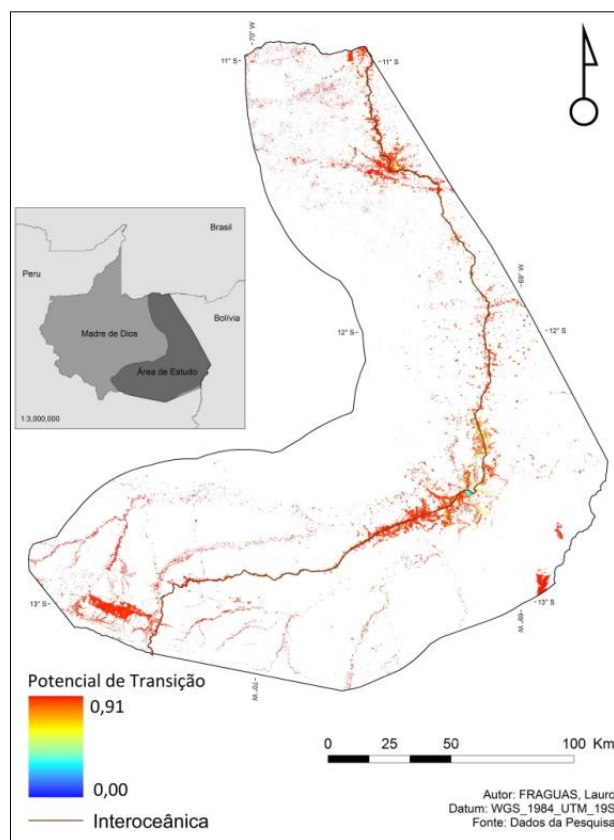 70° W
11° S
11° S
Brasil
Peru
Bolívia
Madre de Dios
Área de Estudo
1:3,000,000
69° W
12° S
12° S
13° S
13° S
69° W
70° W
Potencial de Transição
0,91
0,00
Interoceânica
0 25 50 100 Km
Autor: FRAGUAS, Lauro
Datum: WGS_1984_UTM_19S
Fonte: Dados da Pesquisa